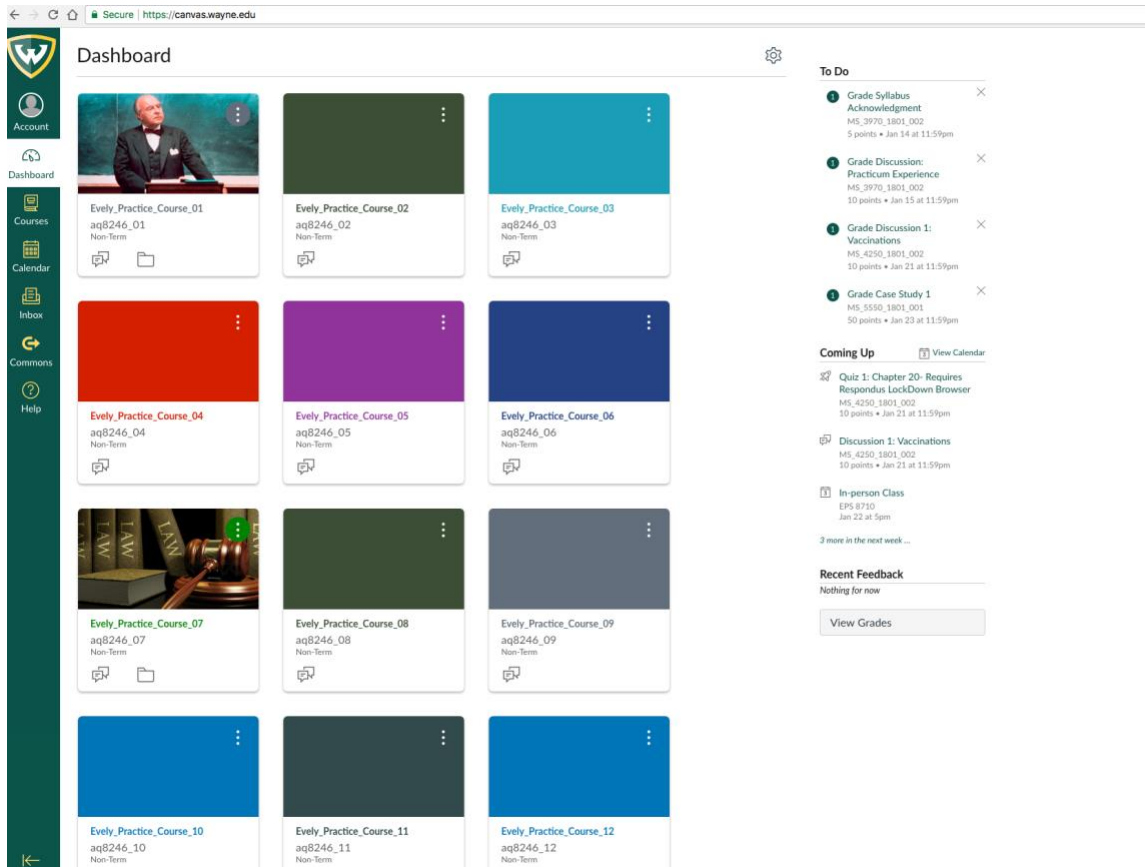 Secure | https://canvas.wayne.edu
W
Account
Dashboard
Courses
Calendar
Inbox
Commons
Help
Dashboard
Evely_Practice_Course_01
aq8246_01
Non-Term
Evely_Practice_Course_02
aq8246_02
Non-Term
Evely_Practice_Course_03
aq8246_03
Non-Term
Evely_Practice_Course_04
aq8246_04
Non-Term
Evely_Practice_Course_05
aq8246_05
Non-Term
Evely_Practice_Course_06
aq8246_06
Non-Term
LAW
LAW
LAW
LAW
Evely_Practice_Course_07
aq8246_07
Non-Term
Evely_Practice_Course_08
aq8246_08
Non-Term
Evely_Practice_Course_09
aq8246_09
Non-Term
Evely_Practice_Course_10
aq8246_10
Non-Term
Evely_Practice_Course_11
aq8246_11
Non-Term
Evely_Practice_Course_12
aq8246_12
Non-Term
To Do
1 Grade Syllabus
Acknowledgment
MS_3970_1801_002
5 points • Jan 14 at 11:59pm
1 Grade Discussion:
Practicum Experience
MS_3970_1801_002
10 points • Jan 15 at 11:59pm
1 Grade Discussion 1:
Vaccinations
MS_4250_1801_002
10 points • Jan 21 at 11:59pm
1 Grade Case Study 1
MS_5550_1801_001
50 points • Jan 23 at 11:59pm
Coming Up View Calendar
Quiz 1: Chapter 20- Requires
Respondus LockDown Browser
MS_4250_1801_002
10 points • Jan 21 at 11:59pm
Discussion 1: Vaccinations
MS_4250_1801_002
10 points • Jan 21 at 11:59pm
In-person Class
EPS 8710
Jan 22 at 5pm
3 more in the next week ...
Recent Feedback
Nothing for now
View Grades